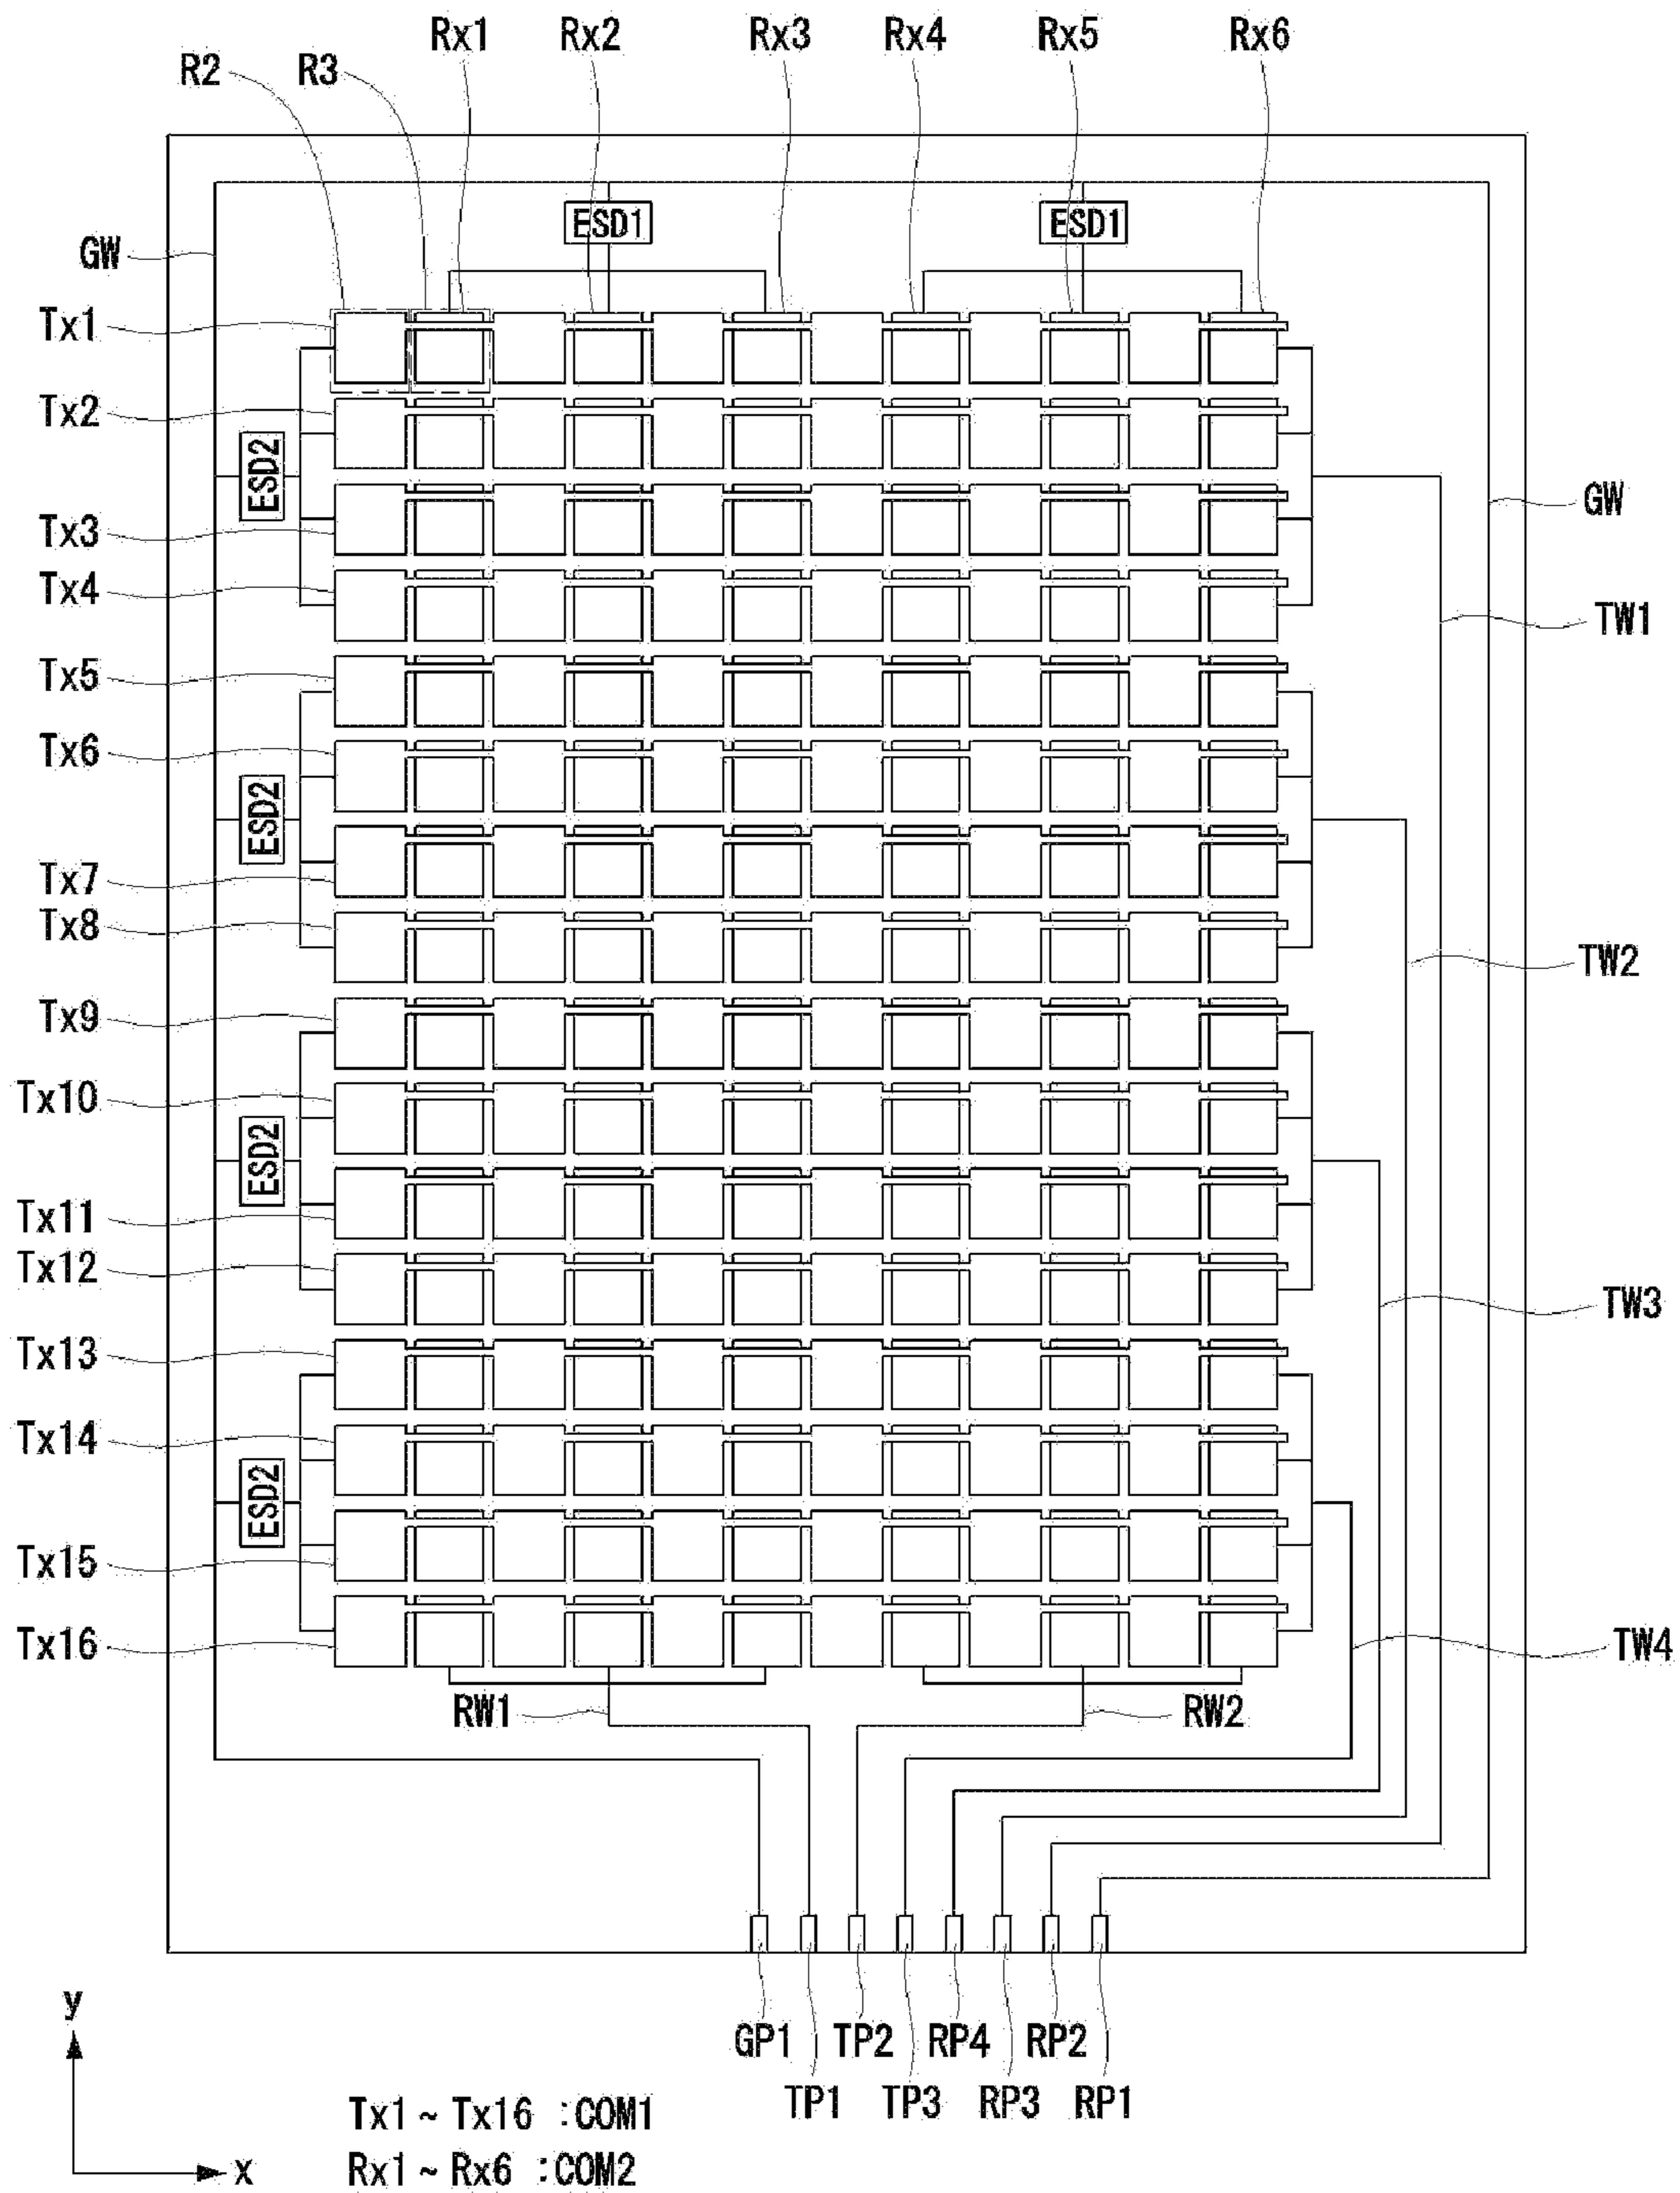 Rx1 Rx2 Rx3 Rx4 Rx5 Rx6
R2 R3
ESD1 ESD1
GW
Tx1
Tx2
ESD2
GW
Tx3
Tx4
TW1
Tx5
Tx6
ESD2
Tx7
Tx8
TW2
Tx9
Tx10
ESD2
Tx11
Tx12
TW3
Tx13
Tx14
ESD2
Tx15
Tx16
TW4
RW1 RW2
y
GP1 TP2 RP4 RP2
TP1 TP3 RP3 RP1
Tx1 ~ Tx16 :COM1
x
Rx1 ~ Rx6 :COM2